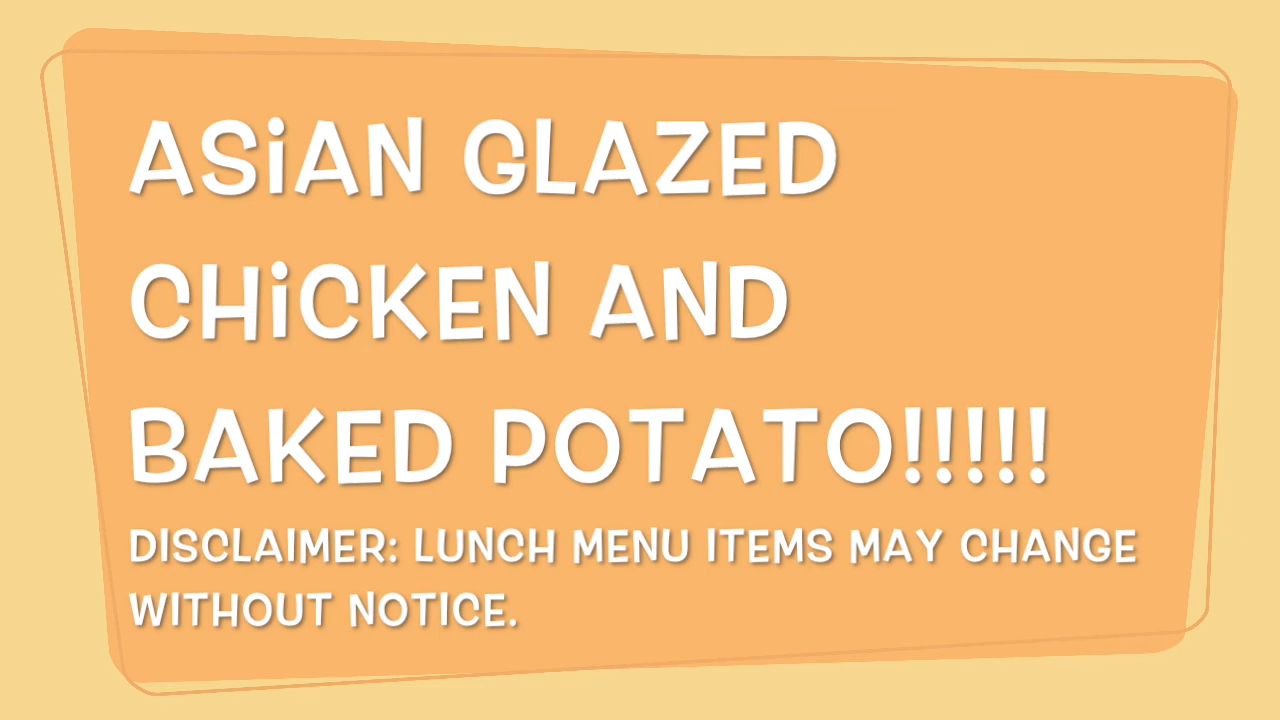 ASiAN GLAZED
CHiCKEN AND
BAKED POTATO!!!!!
DISCLAIMER: LUNCH MENU ITEMS MAY CHANGE
WITHOUT NOTICE.